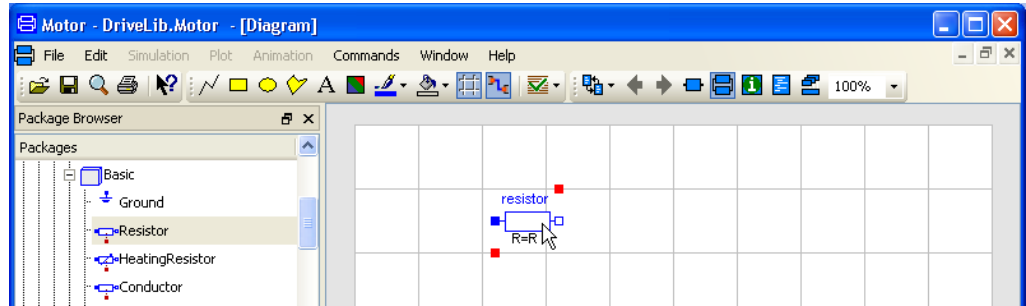 Motor - DriveLib.Motor - [Diagram]
File Edit Simulation Plot Animation Commands Window Help
A 100%
Package Browser
Packages
Basic
Ground
Resistor
HeatingResistor
Conductor
resistor
R=R